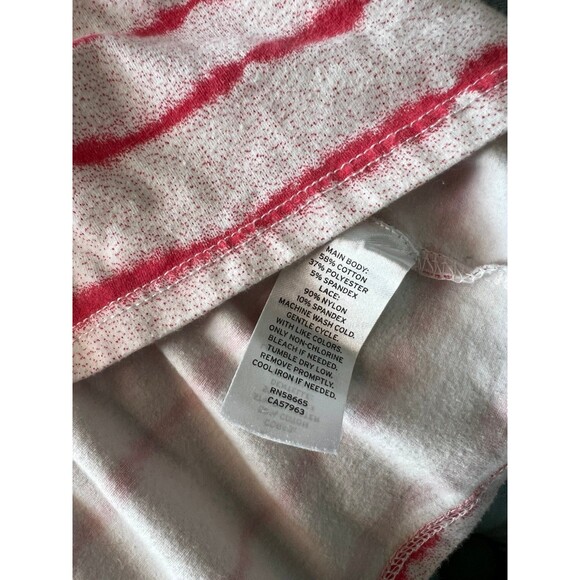 MAIN BODY:
58% COTTON
37% POLYESTER
5% SPANDEX
LACE:
90% NYLON
10% SPANDEX
MACHINE WASH COLD.
GENTLE CYCLE.
WITH LIKE COLORS.
ONLY NON-CHLORINE
BLEACH IF NEEDED.
TUMBLE DRY LOW.
REMOVE PROMPTLY.
COOL IRON IF NEEDED.
RN58665
CA57963